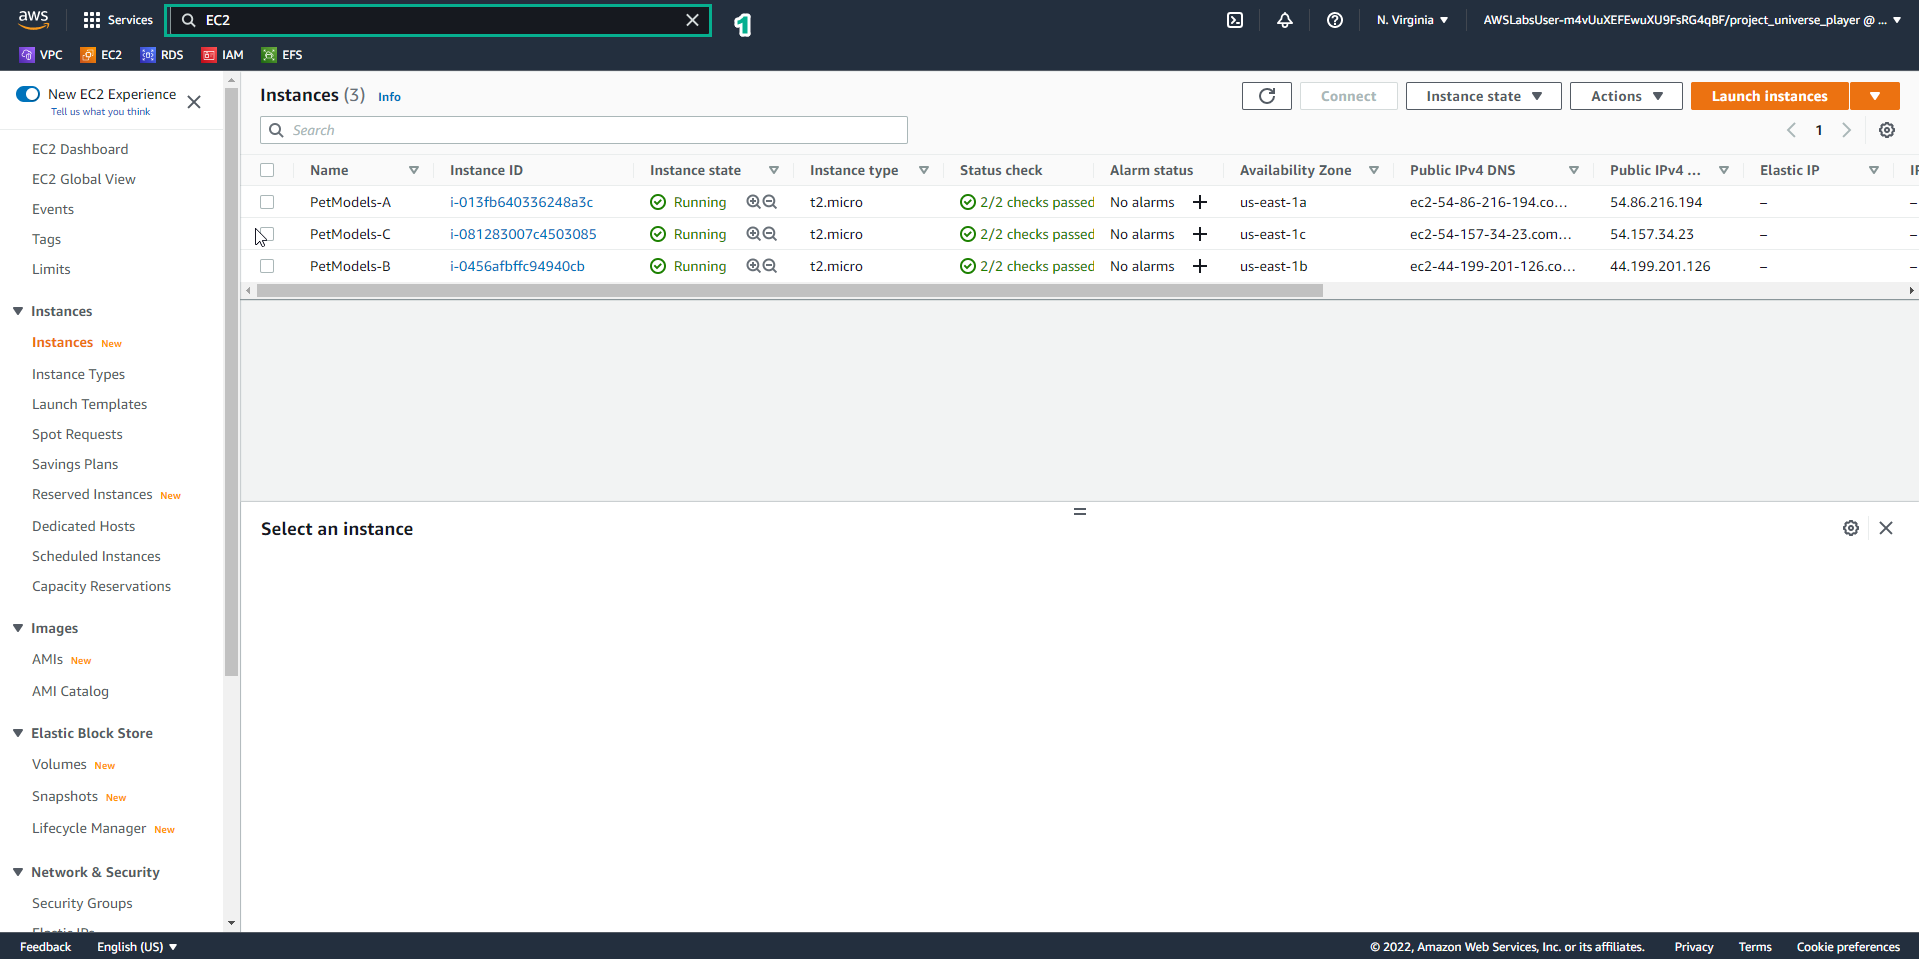 aws Services EC2 1 N. Virginia AWSLabsUser-m4vUuXEFEwuXU9FsRG4qBF/project_universe_player @ ...
VPC EC2 RDS IAM EFS
New EC2 Experience
Tell us what you think
EC2 Dashboard
EC2 Global View
Events
Tags
Limits
Instances
Instances New
Instance Types
Launch Templates
Spot Requests
Savings Plans
Reserved Instances New
Dedicated Hosts
Scheduled Instances
Capacity Reservations
Images
AMIs New
AMI Catalog
Elastic Block Store
Volumes New
Snapshots New
Lifecycle Manager New
Network & Security
Security Groups
Elastic IPs
Instances (3) Info Connect Instance state Actions Launch instances
Search 1
Name Instance ID Instance state Instance type Status check Alarm status Availability Zone Public IPv4 DNS Public IPv4 ... Elastic IP
PetModels-A i-013fb640336248a3c Running t2.micro 2/2 checks passed No alarms + us-east-1a ec2-54-86-216-194.co... 54.86.216.194 – –
PetModels-C i-081283007c4503085 Running t2.micro 2/2 checks passed No alarms + us-east-1c ec2-54-157-34-23.com... 54.157.34.23 – –
PetModels-B i-0456afbffc94940cb Running t2.micro 2/2 checks passed No alarms + us-east-1b ec2-44-199-201-126.co... 44.199.201.126 – –
Select an instance
Feedback English (US) © 2022, Amazon Web Services, Inc. or its affiliates. Privacy Terms Cookie preferences